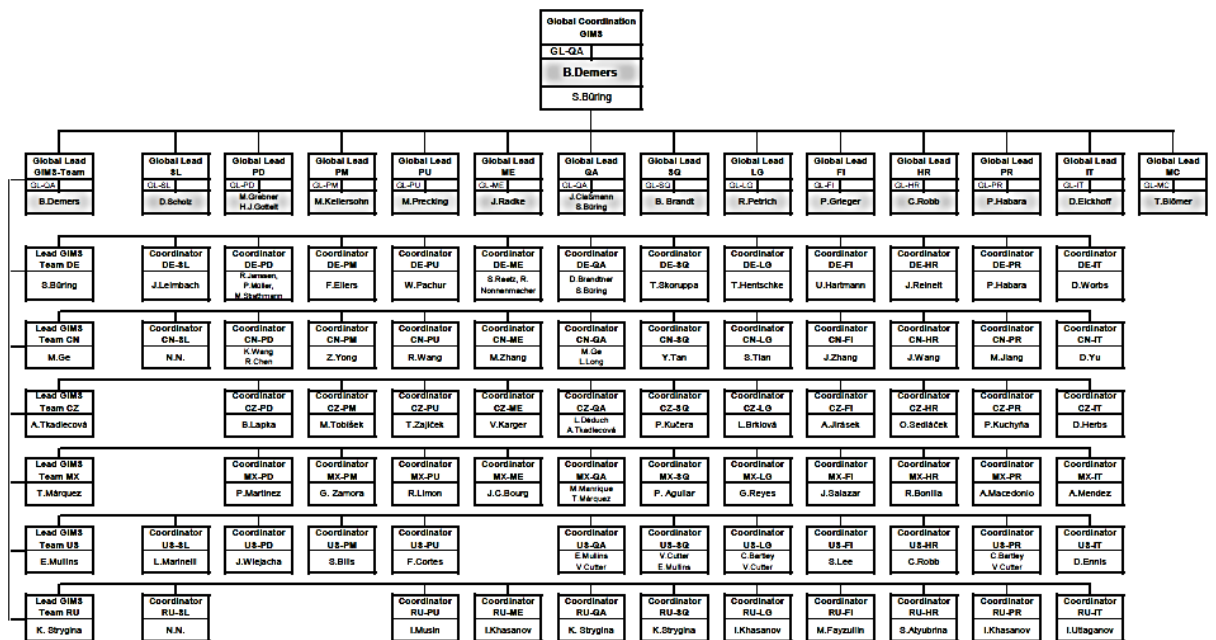 Global Coordination
GIMS
GL-QA
B.Demers
S.Büring
Global Lead
GIMS-Team
GL-QA
B.Demers
Global Lead
SL
GL-SL
D.Scholz
Global Lead
PD
GL-PD
M.Grebner
H.J.Gottelt
Global Lead
PM
GL-PM
M.Kellersohn
Global Lead
PU
GL-PU
M.Precking
Global Lead
ME
GL-ME
J.Radke
Global Lead
QA
GL-QA
J.Cleßmann
S.Büring
Global Lead
SQ
GL-SQ
B. Brandt
Global Lead
LG
GL-LG
R.Petrich
Global Lead
FI
GL-FI
P.Grieger
Global Lead
HR
GL-HR
C.Robb
Global Lead
PR
GL-PR
P.Habara
Global Lead
IT
GL-IT
D.Eickhoff
Global Lead
MC
GL-MC
T.Blömer
Lead GIMS
Team DE
S.Büring
Coordinator
DE-SL
J.Leimbach
Coordinator
DE-PD
R.Janssen,
P.Müller,
M.Strathmann
Coordinator
DE-PM
F.Eilers
Coordinator
DE-PU
W.Pachur
Coordinator
DE-ME
S.Reetz, R.
Nonnenmacher
Coordinator
DE-QA
D.Brandtner
S.Büring
Coordinator
DE-SQ
T.Skoruppa
Coordinator
DE-LG
T.Hentschke
Coordinator
DE-FI
U.Hartmann
Coordinator
DE-HR
J.Reinelt
Coordinator
DE-PR
P.Habara
Coordinator
DE-IT
D.Worbs
Lead GIMS
Team CN
M.Ge
Coordinator
CN-SL
N.N.
Coordinator
CN-PD
K.Wang
R.Chen
Coordinator
CN-PM
Z.Yong
Coordinator
CN-PU
R.Wang
Coordinator
CN-ME
M.Zhang
Coordinator
CN-QA
M.Ge
L.Long
Coordinator
CN-SQ
Y.Tan
Coordinator
CN-LG
S.Tian
Coordinator
CN-FI
J.Zhang
Coordinator
CN-HR
J.Wang
Coordinator
CN-PR
M.Jiang
Coordinator
CN-IT
D.Yu
Lead GIMS
Team CZ
A.Tkadlecová
Coordinator
CZ-PD
B.Lapka
Coordinator
CZ-PM
M.Tobíšek
Coordinator
CZ-PU
T.Zajíček
Coordinator
CZ-ME
V.Karger
Coordinator
CZ-QA
L.Děduch
A.Tkadlecová
Coordinator
CZ-SQ
P.Kučera
Coordinator
CZ-LG
L.Brklová
Coordinator
CZ-FI
A.Jirásek
Coordinator
CZ-HR
O.Sedláček
Coordinator
CZ-PR
P.Kuchyňa
Coordinator
CZ-IT
D.Herbs
Lead GIMS
Team MX
T.Márquez
Coordinator
MX-PD
P.Martinez
Coordinator
MX-PM
G. Zamora
Coordinator
MX-PU
R.Limon
Coordinator
MX-ME
J.C.Bourg
Coordinator
MX-QA
M.Manrique
T.Márquez
Coordinator
MX-SQ
P. Aguilar
Coordinator
MX-LG
G.Reyes
Coordinator
MX-FI
J.Salazar
Coordinator
MX-HR
R.Bonilla
Coordinator
MX-PR
A.Macedonio
Coordinator
MX-IT
A.Mendez
Lead GIMS
Team US
E.Mullins
Coordinator
US-SL
L.Marinelli
Coordinator
US-PD
J.Wiejacha
Coordinator
US-PM
S.Bills
Coordinator
US-PU
F.Cortes
Coordinator
US-QA
E.Mullins
V.Cutter
Coordinator
US-SQ
V.Cutter
E.Mullins
Coordinator
US-LG
C.Bertley
V.Cutter
Coordinator
US-FI
S.Lee
Coordinator
US-HR
C.Robb
Coordinator
US-PR
C.Bertley
V.Cutter
Coordinator
US-IT
D.Ennis
Lead GIMS
Team RU
K. Strygina
Coordinator
RU-SL
N.N.
Coordinator
RU-PU
I.Musin
Coordinator
RU-ME
I.Khasanov
Coordinator
RU-QA
K. Strygina
Coordinator
RU-SQ
K.Strygina
Coordinator
RU-LG
I.Khasanov
Coordinator
RU-FI
M.Fayzullin
Coordinator
RU-HR
S.Atyubrina
Coordinator
RU-PR
I.Khasanov
Coordinator
RU-IT
I.Utiaganov